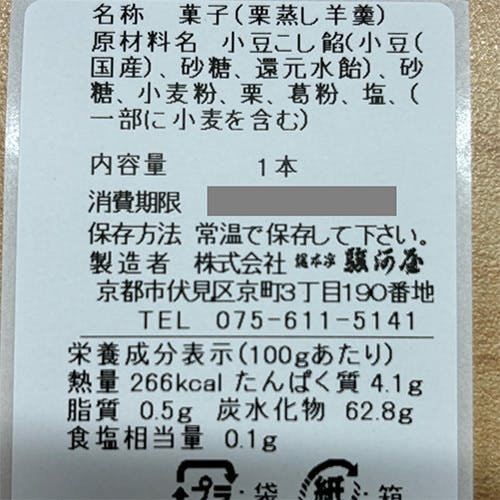 名称　菓子(栗蒸し羊羹)
原材料名　小豆こし餡(小豆(
国産)、砂糖、還元水飴)、砂
糖、小麦粉、栗、葛粉、塩、(
一部に小麦を含む)
内容量　1本
消費期限
保存方法　常温で保存して下さい。
製造者　株式会社 総本家 駿河屋
京都市伏見区京町3丁目190番地
TEL　075-611-5141
栄養成分表示(100gあたり)
熱量 266kcal たんぱく質 4.1g
脂質 0.5g　炭水化物 62.8g
食塩相当量 0.1g
プラ：袋　紙：箱